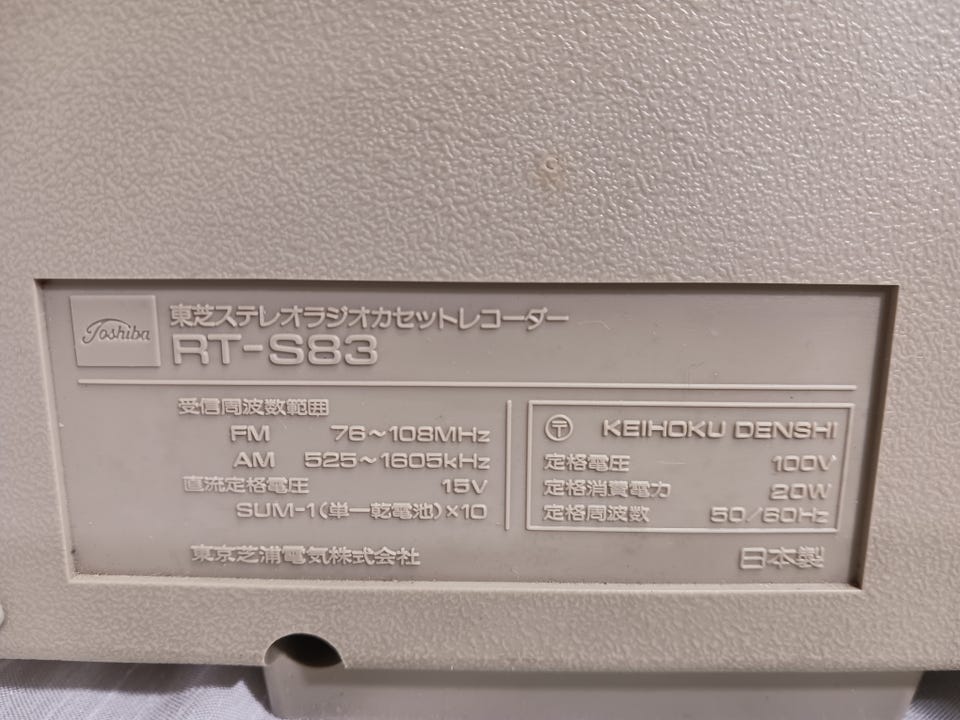 Toshiba
東芝ステレオラジオカセットレコーダー
RT-S83
受信周波数範囲
FM 76~108MHz
AM 525~1605kHz
直流定格電圧 15V
SUM-1(単一乾電池)×10
〒 KEIHOKU DENSHI
定格電圧 100V
定格消費電力 20W
定格周波数 50/60Hz
東京芝浦電気株式会社
日本製